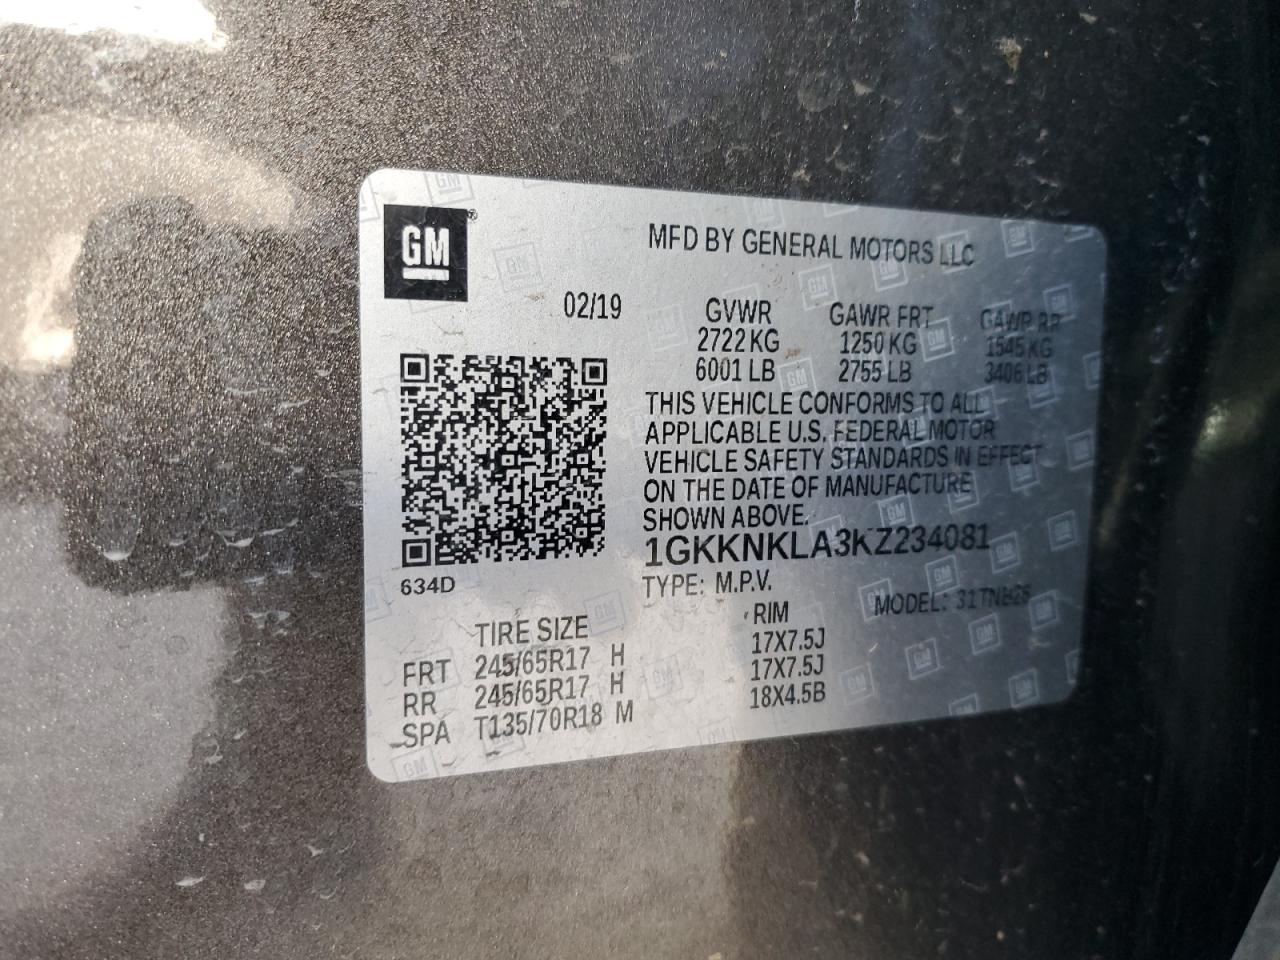 GM
MFD BY GENERAL MOTORS LLC
02/19 GVWR GAWR FRT GAWR RR
2722 KG 1250 KG 1545 KG
6001 LB 2755 LB 3406 LB
THIS VEHICLE CONFORMS TO ALL
APPLICABLE U.S. FEDERAL MOTOR
VEHICLE SAFETY STANDARDS IN EFFECT
ON THE DATE OF MANUFACTURE
SHOWN ABOVE.
1GKKNKLA3KZ234081
634D
TYPE: M.P.V. MODEL:
TIRE SIZE RIM
FRT 245/65R17 H 17X7.5J
RR 245/65R17 H 17X7.5J
SPA T135/70R18 M 18X4.5B